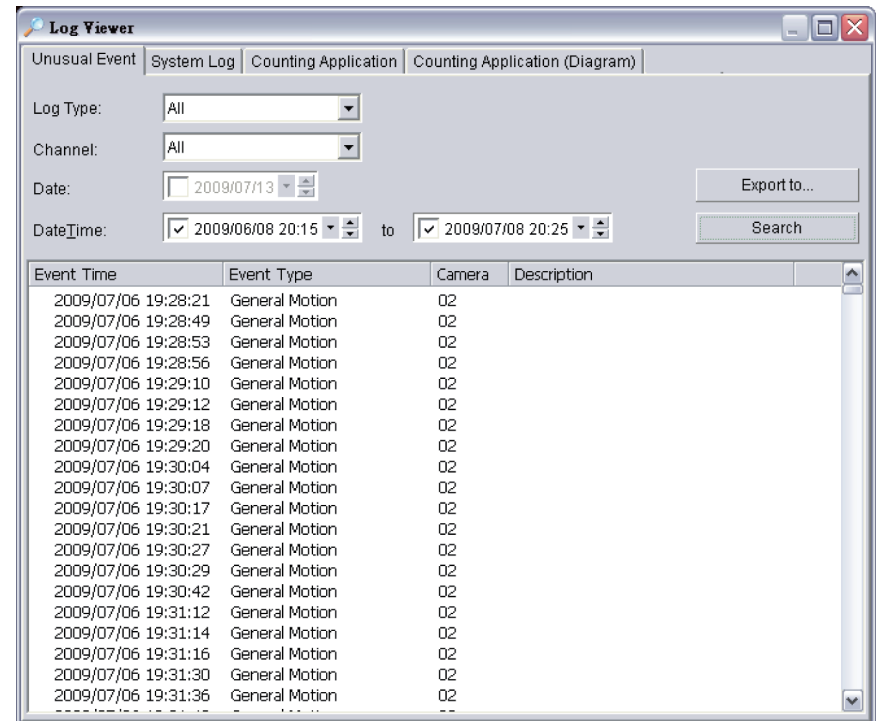 Log Viewer
Unusual Event System Log Counting Application Counting Application (Diagram)
Log Type: All
Channel: All
Date: 2009/07/13 Export to...
DateTime: 2009/06/08 20:15 to 2009/07/08 20:25 Search
Event Time Event Type Camera Description
2009/07/06 19:28:21 General Motion 02
2009/07/06 19:28:49 General Motion 02
2009/07/06 19:28:53 General Motion 02
2009/07/06 19:28:56 General Motion 02
2009/07/06 19:29:10 General Motion 02
2009/07/06 19:29:12 General Motion 02
2009/07/06 19:29:18 General Motion 02
2009/07/06 19:29:20 General Motion 02
2009/07/06 19:30:04 General Motion 02
2009/07/06 19:30:07 General Motion 02
2009/07/06 19:30:17 General Motion 02
2009/07/06 19:30:21 General Motion 02
2009/07/06 19:30:27 General Motion 02
2009/07/06 19:30:29 General Motion 02
2009/07/06 19:30:42 General Motion 02
2009/07/06 19:31:12 General Motion 02
2009/07/06 19:31:14 General Motion 02
2009/07/06 19:31:16 General Motion 02
2009/07/06 19:31:30 General Motion 02
2009/07/06 19:31:36 General Motion 02